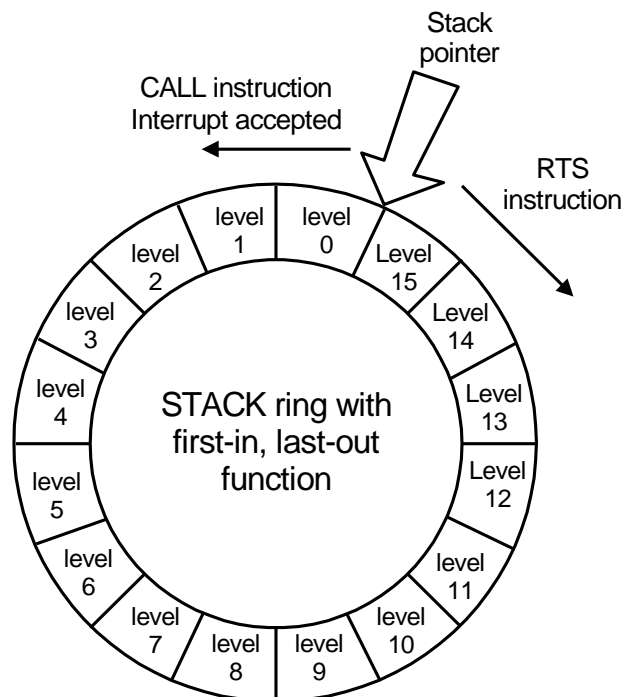 Stack
pointer
CALL instruction
Interrupt accepted
RTS
instruction
level
0
level
1
level
2
level
3
level
4
level
5
level
6
level
7
level
8
level
9
level
10
level
11
Level
12
Level
13
Level
14
Level
15
STACK ring with
first-in, last-out
function